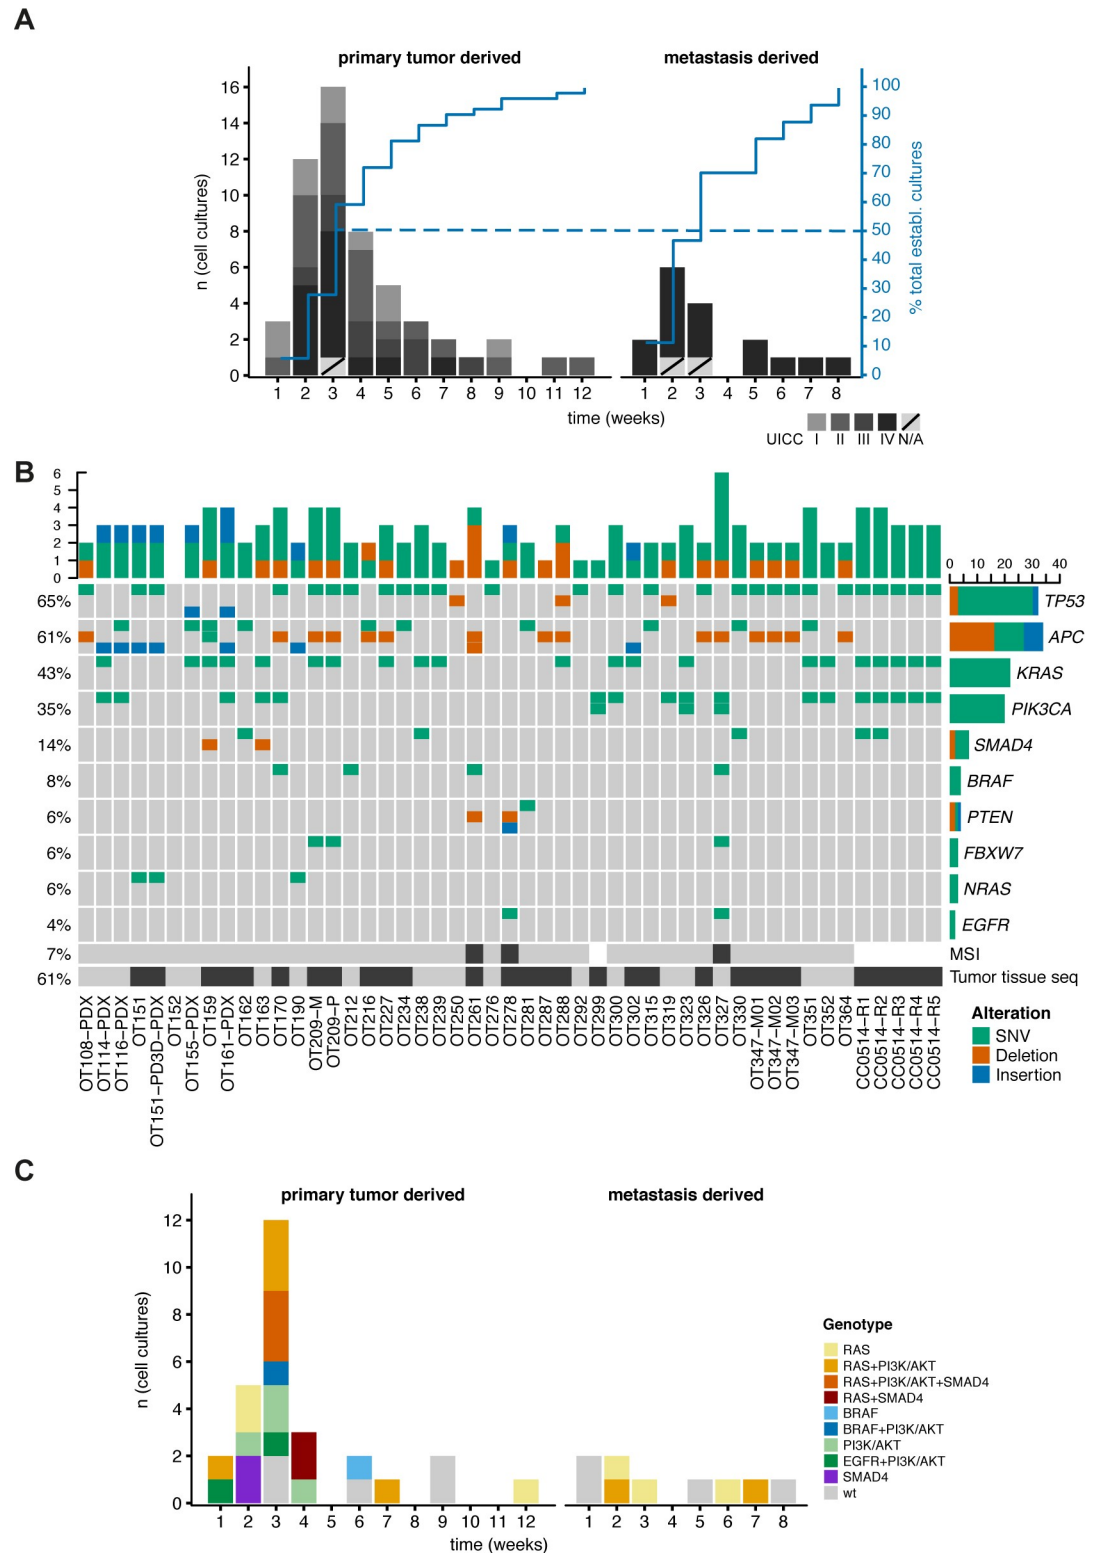 A
primary tumor derived
metastasis derived
n (cell cultures)
16
14
12
10
8
6
4
2
0
100
90
80
70
60
50
40
30
20
10
0
% total establ. cultures
1 2 3 4 5 6 7 8 9 10 11 12
1 2 3 4 5 6 7 8
time (weeks)
UICC I II III IV N/A
B
6
5
4
3
2
1
0
0 10 20 30 40
65% TP53
61% APC
43% KRAS
35% PIK3CA
14% SMAD4
8% BRAF
6% PTEN
6% FBXW7
6% NRAS
4% EGFR
7% MSI
61% Tumor tissue seq
OT108–PDX
OT114–PDX
OT116–PDX
OT151
OT151–PD3D–PDX
OT152
OT155–PDX
OT159
OT161–PDX
OT162
OT163
OT170
OT190
OT209–M
OT209–P
OT212
OT216
OT227
OT234
OT238
OT239
OT250
OT261
OT276
OT278
OT281
OT287
OT288
OT292
OT299
OT300
OT302
OT315
OT319
OT323
OT326
OT327
OT330
OT347–M01
OT347–M02
OT347–M03
OT351
OT352
OT364
CC0514–R1
CC0514–R2
CC0514–R3
CC0514–R4
CC0514–R5
Alteration
SNV
Deletion
Insertion
C
primary tumor derived
metastasis derived
n (cell cultures)
12
10
8
6
4
2
0
1 2 3 4 5 6 7 8 9 10 11 12
1 2 3 4 5 6 7 8
time (weeks)
Genotype
RAS
RAS+PI3K/AKT
RAS+PI3K/AKT+SMAD4
RAS+SMAD4
BRAF
BRAF+PI3K/AKT
PI3K/AKT
EGFR+PI3K/AKT
SMAD4
wt